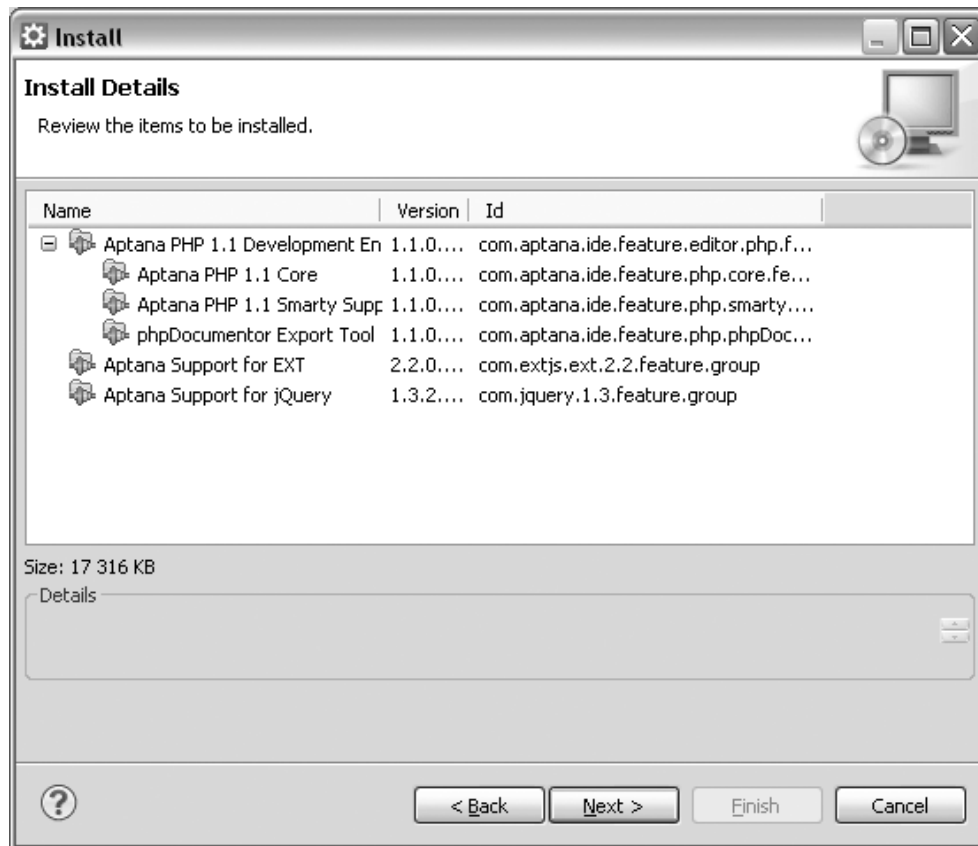 Install
Install Details
Review the items to be installed.
Name Version Id
Aptana PHP 1.1 Development En 1.1.0.... com.aptana.ide.feature.editor.php.f...
Aptana PHP 1.1 Core 1.1.0.... com.aptana.ide.feature.php.core.fe...
Aptana PHP 1.1 Smarty Supp 1.1.0.... com.aptana.ide.feature.php.smarty....
phpDocumentor Export Tool 1.1.0.... com.aptana.ide.feature.php.phpDoc...
Aptana Support for EXT 2.2.0.... com.extjs.ext.2.2.feature.group
Aptana Support for jQuery 1.3.2.... com.jquery.1.3.feature.group
Size: 17 316 KB
Details
? < Back Next > Finish Cancel